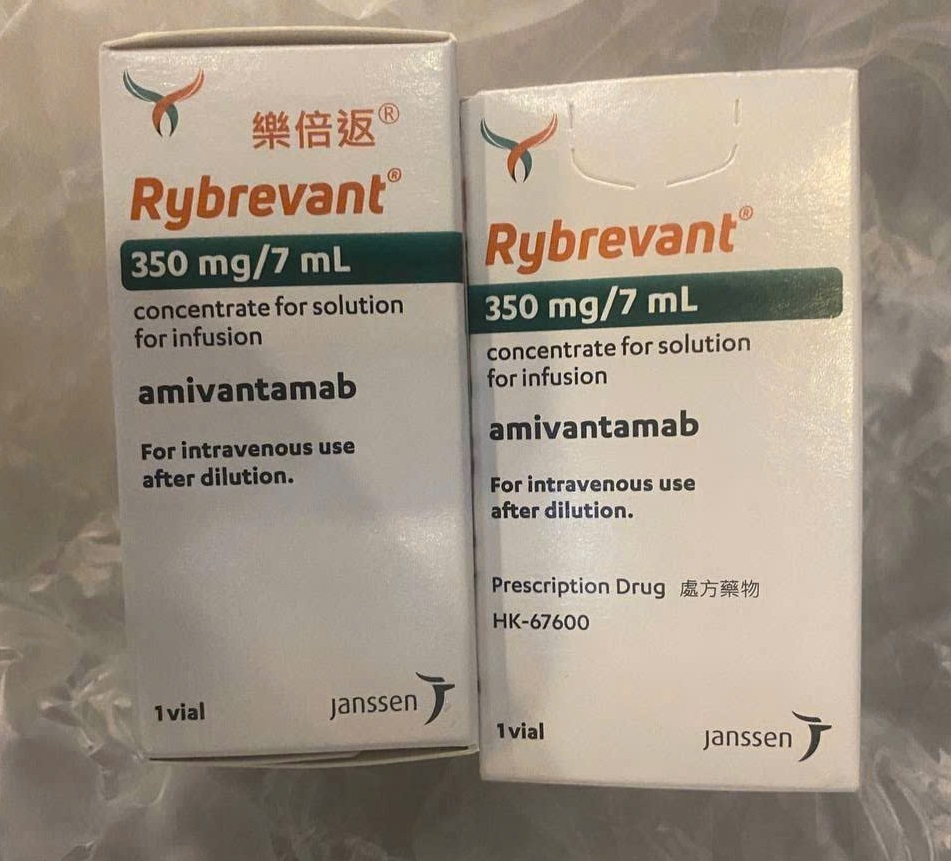 樂倍返®
Rybrevant®
350 mg/7 mL
concentrate for solution
for infusion
amivantamab
For intravenous use
after dilution.
1 vial
janssen
Rybrevant®
350 mg/7 mL
concentrate for solution
for infusion
amivantamab
For intravenous use
after dilution.
Prescription Drug 處方藥物
HK-67600
1 vial
janssen